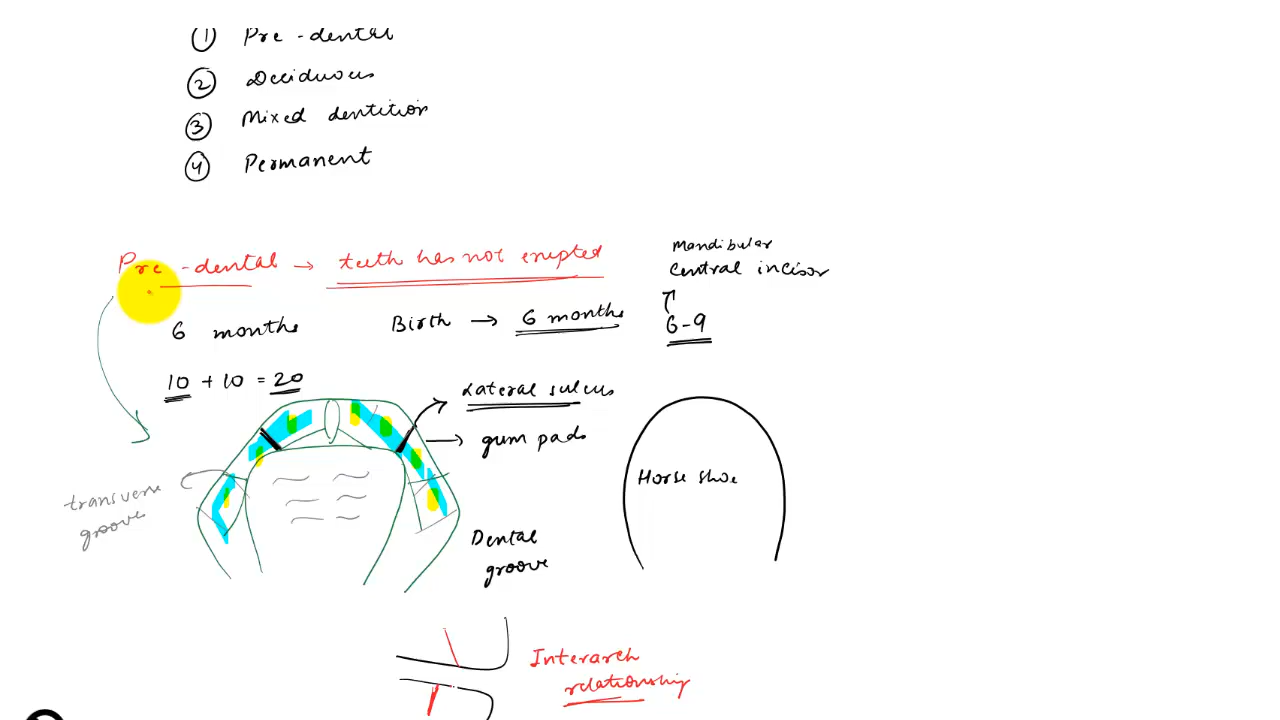 ① Pre-dental
② Deciduous
③ Mixed dentition
④ Permanent
Pre-dental → teeth has not erupted
Mandibular
central incisor
6 months
Birth → 6 months
6-9
10 + 10 = 20
Lateral sulcus
gum pads
Horse shoe
transverse
groove
Dental
groove
Interarch
relationship